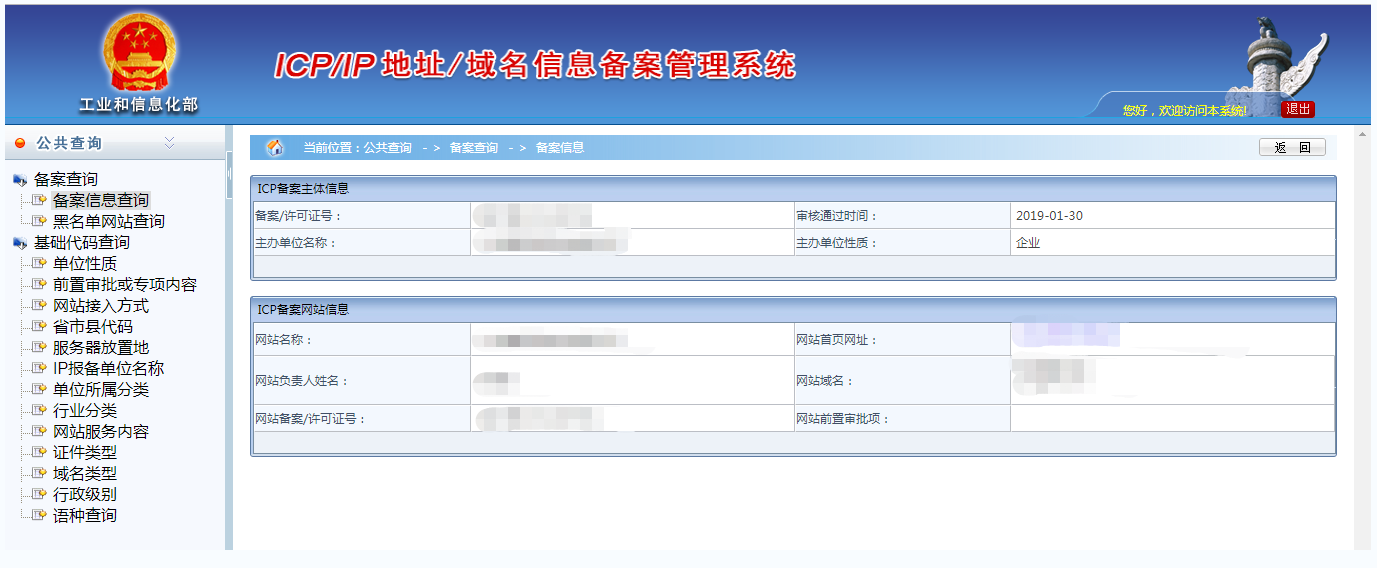 ICP/IP 地址/域名信息备案管理系统
工业和信息化部
您好，欢迎访问本系统!
退出
公共查询
备案查询
备案信息查询
黑名单网站查询
基础代码查询
单位性质
前置审批或专项内容
网站接入方式
省市县代码
服务器放置地
IP报备单位名称
单位所属分类
行业分类
网站服务内容
证件类型
域名类型
行政级别
语种查询
当前位置：公共查询 - > 备案查询 - > 备案信息
返 回
ICP备案主体信息
备案/许可证号： 审核通过时间： 2019-01-30
主办单位名称： 主办单位性质： 企业
ICP备案网站信息
网站名称： 网站首页网址：
网站负责人姓名： 网站域名：
网站备案/许可证号： 网站前置审批项：